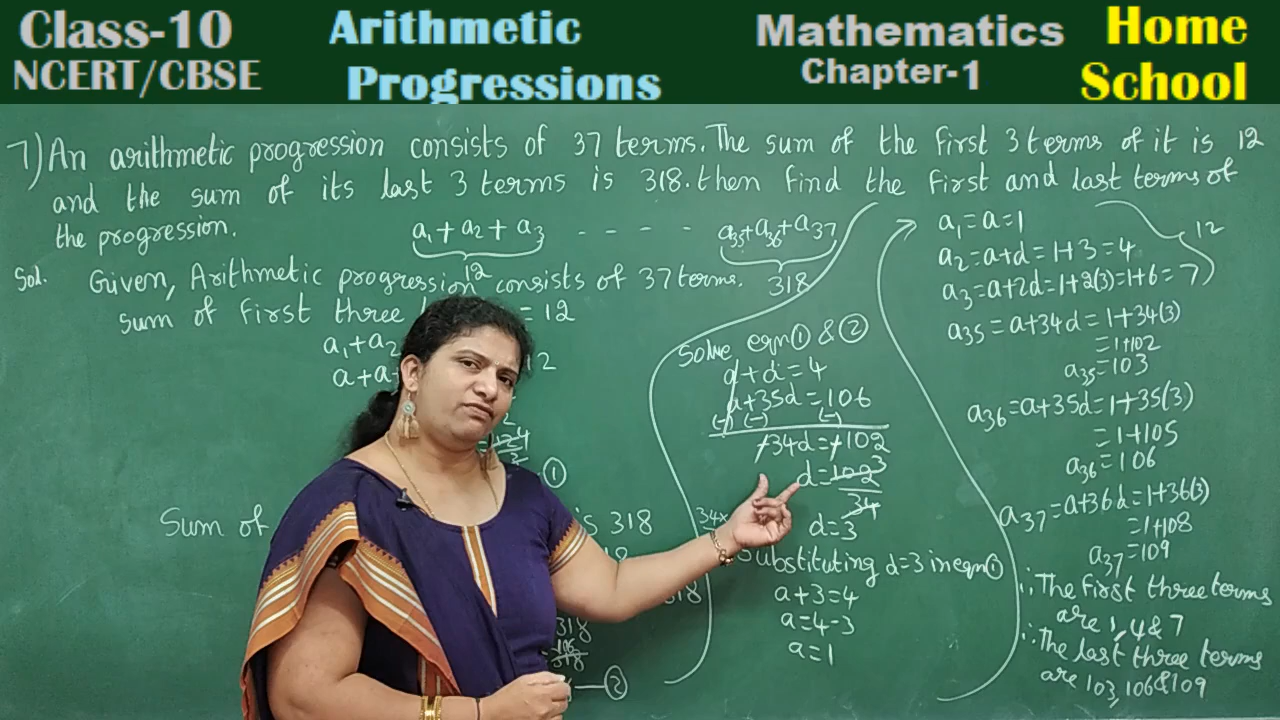 Class-10
NCERT/CBSE
Arithmetic
Progressions
Mathematics
Chapter-1
Home
School
7) An arithmetic progression consists of 37 terms. The sum of the first 3 terms of it is 12
and the sum of its last 3 terms is 318. then find the first and last terms of
the progression.
a₁ + a₂ + a₃ - - - - - a₃₅+a₃₆+a₃₇
12
318
Sol. Given, Arithmetic progression consists of 37 terms.
Sum of first three = 12
a₁+a₂
12
a+a
①
Sum of is 318
318
318
②
Solve eqn ① & ②
a+d=4
a+35d=106
(-) (-) (-)
-34d=-102
d=102 3
34
d=3
Substituting d=3 in eqn ①
a+3=4
a=4-3
a=1
a₁=a=1
a₂=a+d=1+3=4
a₃=a+2d=1+2(3)=1+6=7
12
a₃₅=a+34d=1+34(3)
=1+102
a₃₅=103
a₃₆=a+35d=1+35(3)
=1+105
a₃₆=106
a₃₇=a+36d=1+36(3)
=1+108
a₃₇=109
∴ The first three terms
are 1, 4 & 7
∴ The last three terms
are 103, 106 & 109